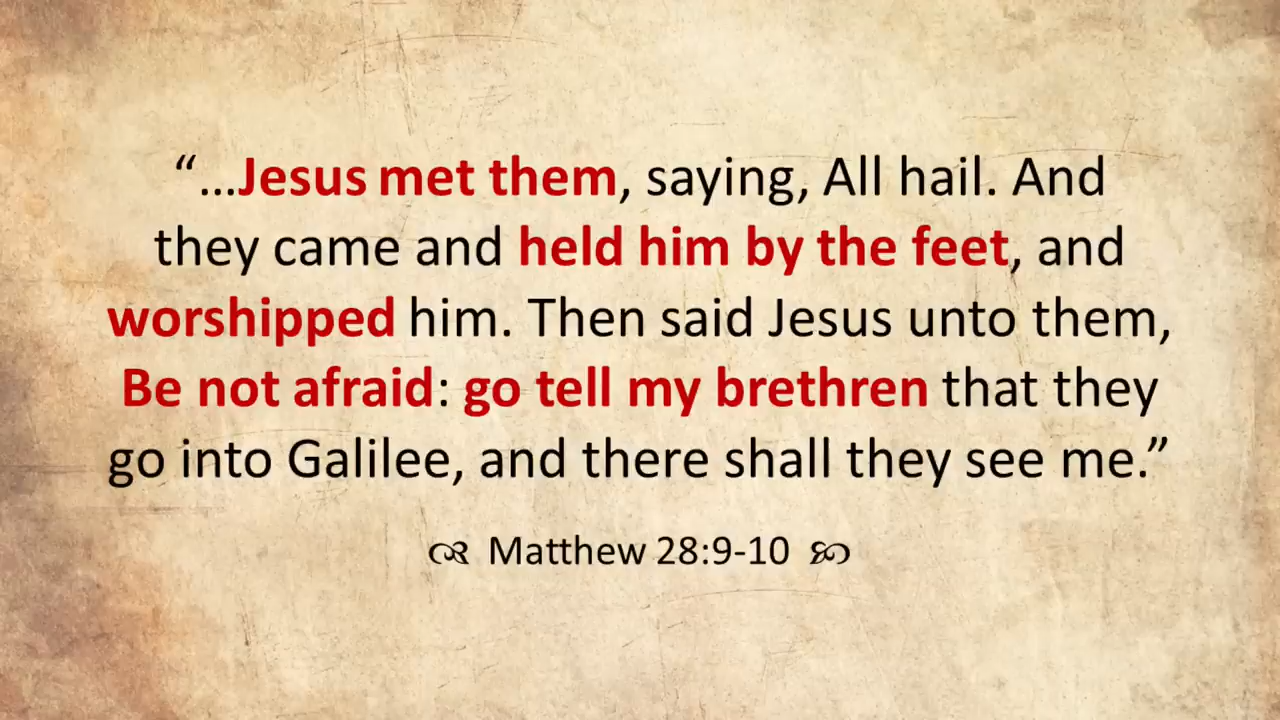 “...Jesus met them, saying, All hail. And
they came and held him by the feet, and
worshipped him. Then said Jesus unto them,
Be not afraid: go tell my brethren that they
go into Galilee, and there shall they see me.”
Matthew 28:9-10